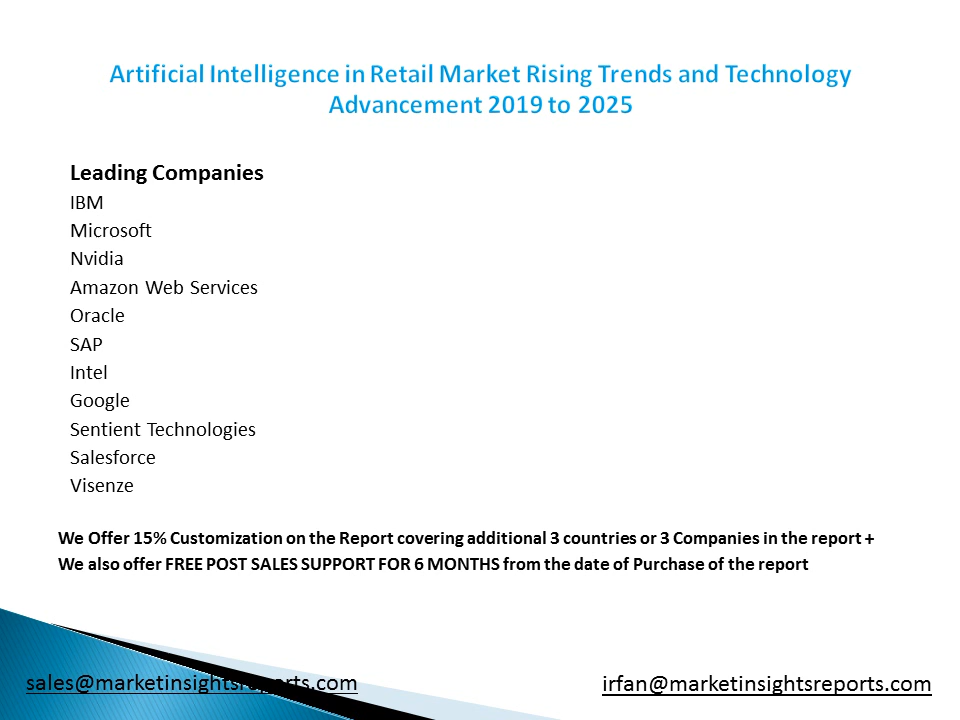 Artificial Intelligence in Retail Market Rising Trends and Technology
Advancement 2019 to 2025
Leading Companies
IBM
Microsoft
Nvidia
Amazon Web Services
Oracle
SAP
Intel
Google
Sentient Technologies
Salesforce
Visenze
We Offer 15% Customization on the Report covering additional 3 countries or 3 Companies in the report +
We also offer FREE POST SALES SUPPORT FOR 6 MONTHS from the date of Purchase of the report
sales@marketinsightsreports.com
irfan@marketinsightsreports.com